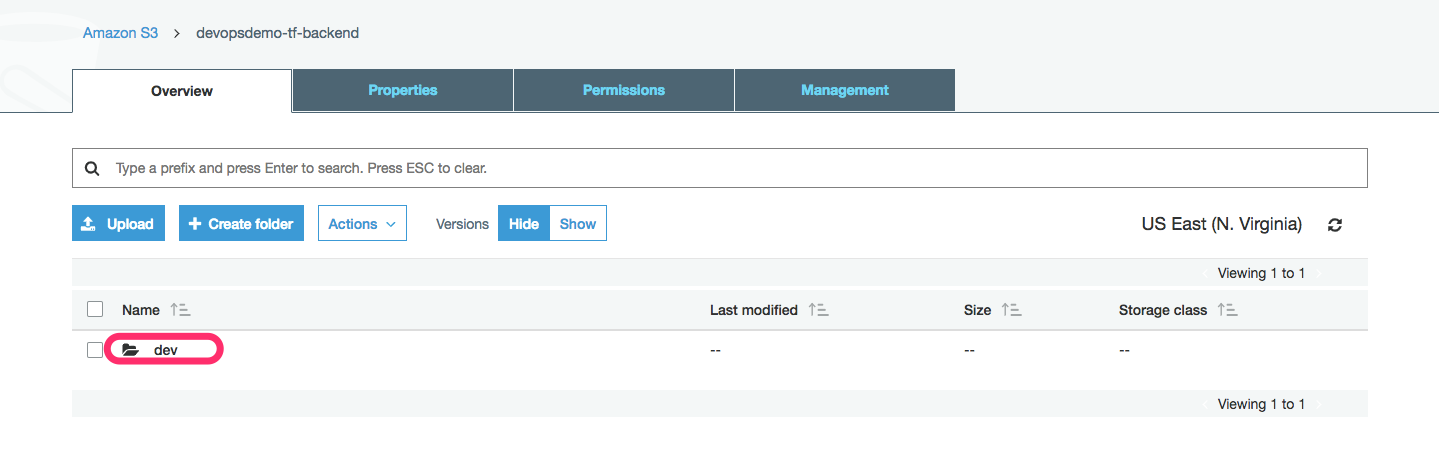 Amazon S3 > devopsdemo-tf-backend
Overview Properties Permissions Management
Type a prefix and press Enter to search. Press ESC to clear.
Upload + Create folder Actions Versions Hide Show US East (N. Virginia)
Viewing 1 to 1
Name Last modified Size Storage class
dev -- -- --
Viewing 1 to 1